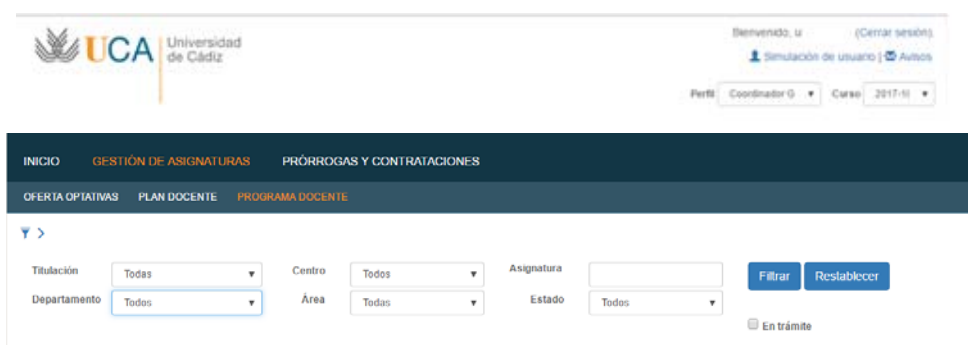 UCA Universidad
de Cádiz
Bienvenido, u (Cerrar sesión)
Simulación de usuario | Avisos
Perfil Coordinador G Curso 2017-1
INICIO GESTIÓN DE ASIGNATURAS PRÓRROGAS Y CONTRATACIONES
OFERTA OPTATIVAS PLAN DOCENTE PROGRAMA DOCENTE
Titulación Todas Centro Todos Asignatura Filtrar Restablecer
Departamento Todos Área Todas Estado Todos
En trámite